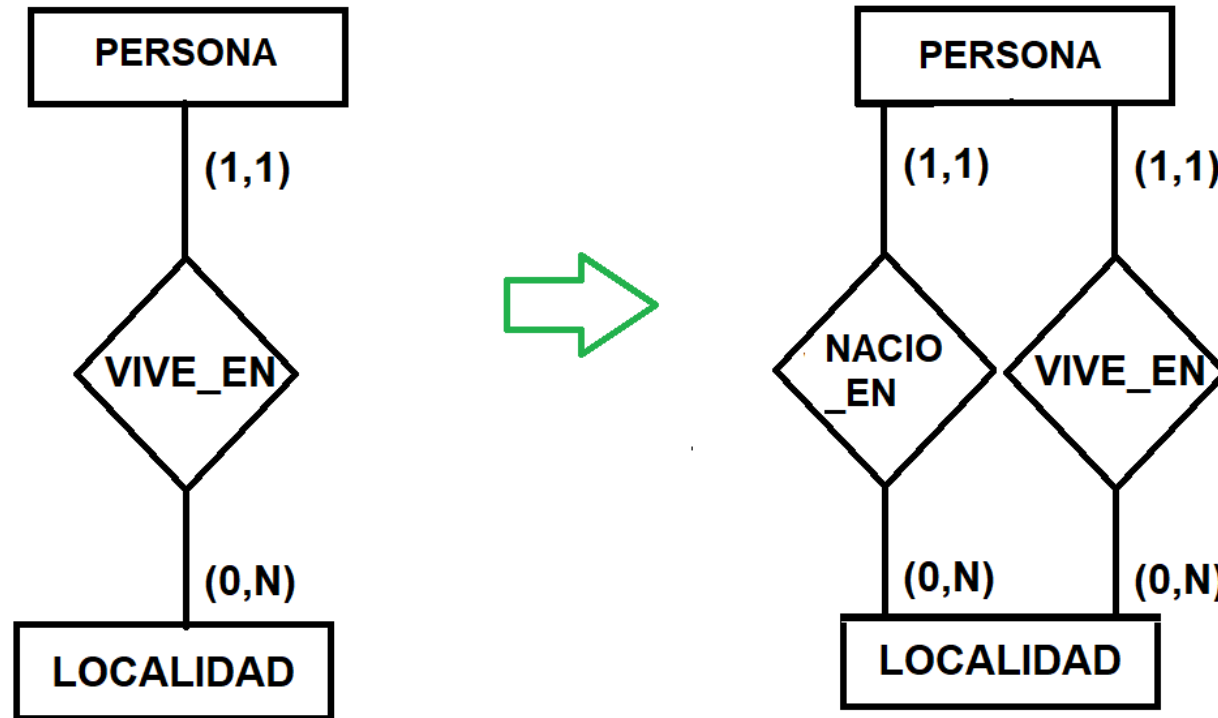 PERSONA
(1,1)
VIVE_EN
(0,N)
LOCALIDAD
PERSONA
(1,1)
(1,1)
NACIO
_EN
VIVE_EN
(0,N)
(0,N)
LOCALIDAD